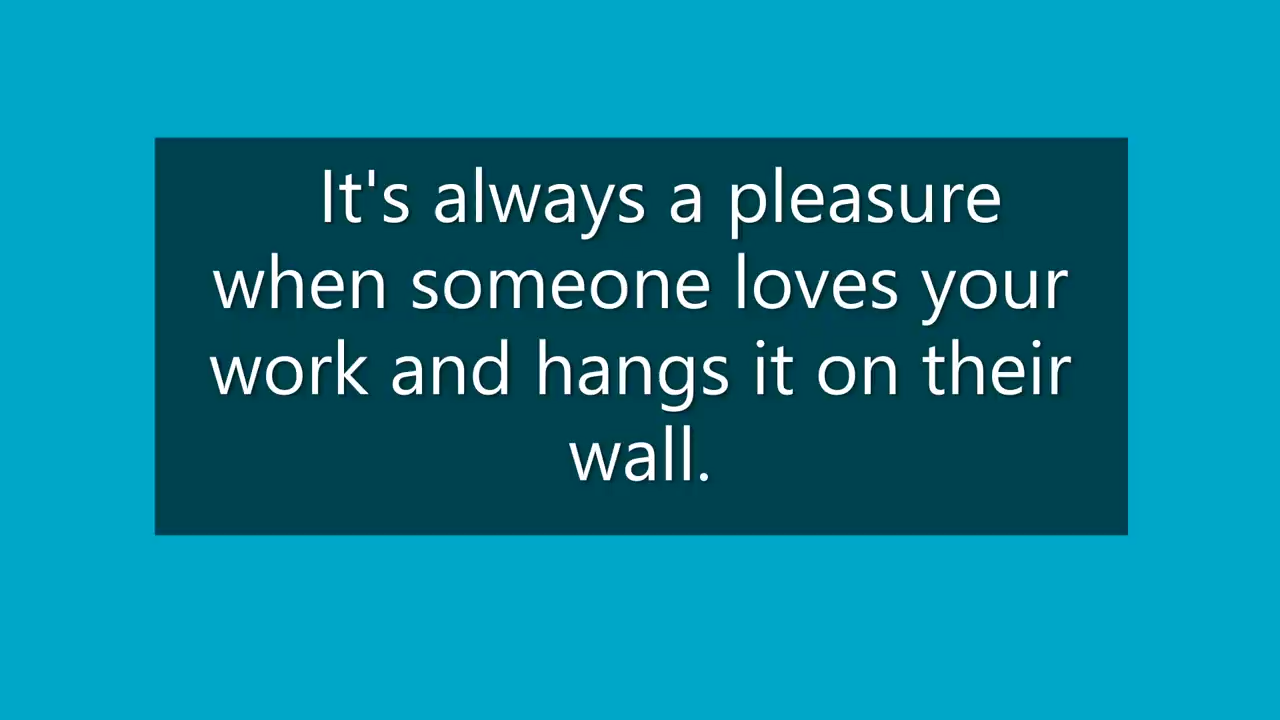 It's always a pleasure
when someone loves your
work and hangs it on their
wall.